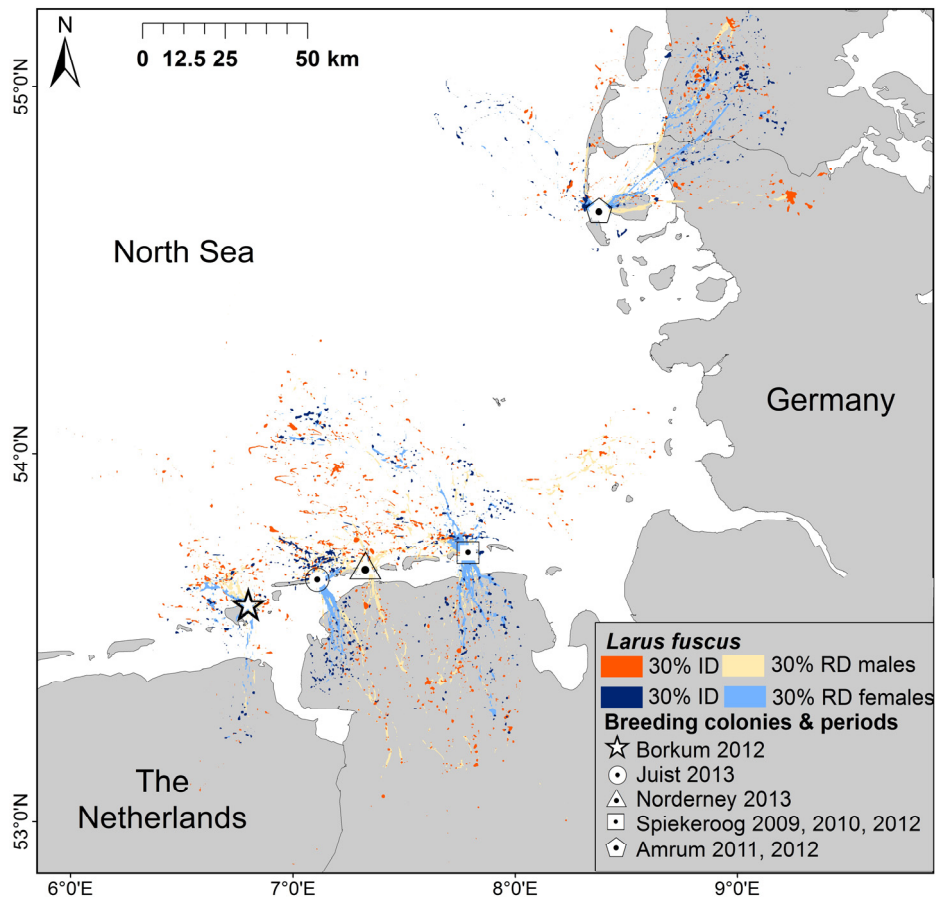 N
0 12.5 25 50 km
55°0'N
North Sea
Germany
54°0'N
Larus fuscus
30% ID 30% RD males
30% ID 30% RD females
Breeding colonies & periods
Borkum 2012
Juist 2013
Norderney 2013
Spiekeroog 2009, 2010, 2012
Amrum 2011, 2012
The
Netherlands
53°0'N
6°0'E 7°0'E 8°0'E 9°0'E